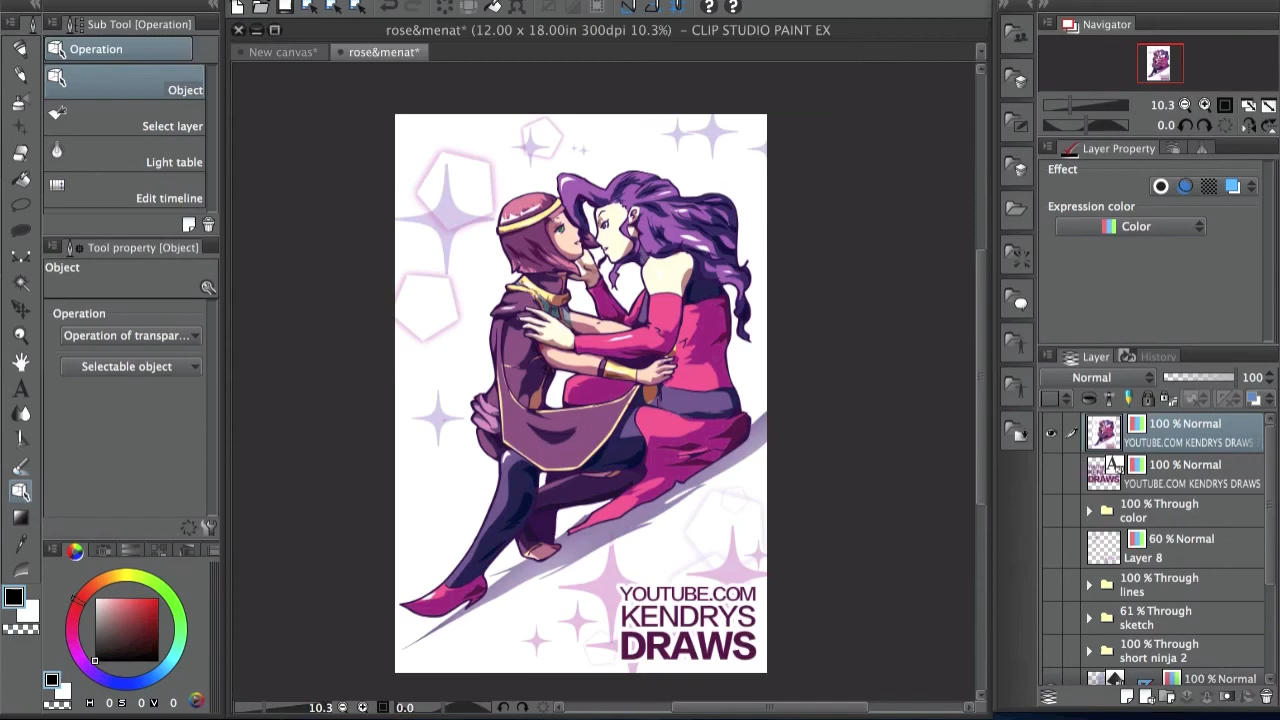 Sub Tool [Operation]
Operation
Object
Select layer
Light table
Edit timeline
Tool property [Object]
Object
Operation
Operation of transpar...
Selectable object
H 0 S 0 V 0
rose&menat* (12.00 x 18.00in 300dpi 10.3%) – CLIP STUDIO PAINT EX
New canvas*
rose&menat*
YOUTUBE.COM
KENDRYS
DRAWS
10.3
0.0
Navigator
10.3
0.0
Layer Property
Effect
Expression color
Color
Layer
History
Normal
100
100 % Normal
YOUTUBE.COM KENDRYS DRAWS
100 % Normal
YOUTUBE.COM KENDRYS DRAWS
100 % Through
color
60 % Normal
Layer 8
100 % Through
lines
61 % Through
sketch
100 % Through
short ninja 2
100 % Normal